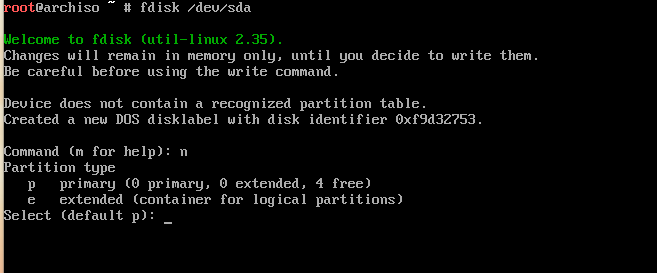 root@archiso ~ # fdisk /dev/sda
Welcome to fdisk (util-linux 2.35).
Changes will remain in memory only, until you decide to write them.
Be careful before using the write command.
Device does not contain a recognized partition table.
Created a new DOS disklabel with disk identifier 0xf9d32753.
Command (m for help): n
Partition type
   p   primary (0 primary, 0 extended, 4 free)
   e   extended (container for logical partitions)
Select (default p): _